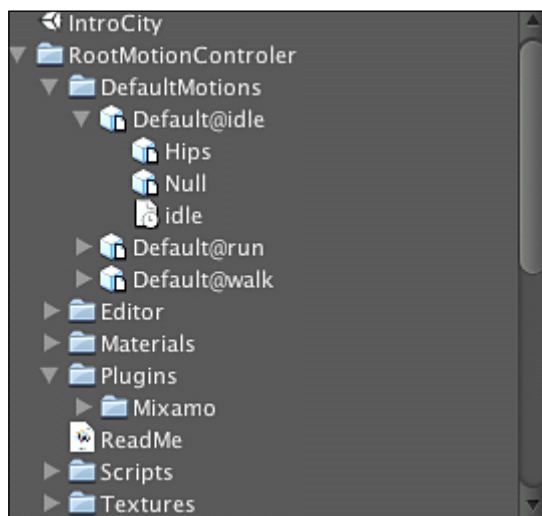 IntroCity
RootMotionControler
DefaultMotions
Default@idle
Hips
Null
idle
Default@run
Default@walk
Editor
Materials
Plugins
Mixamo
ReadMe
Scripts
Textures